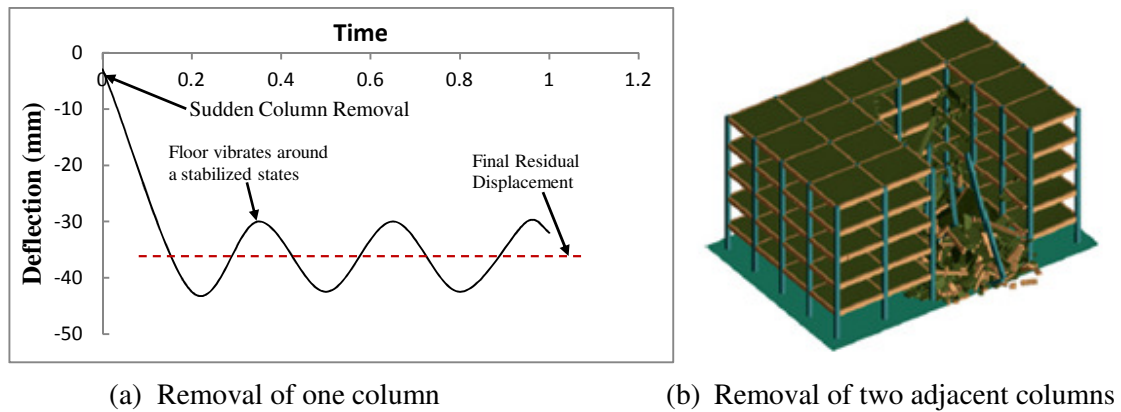 Time
0
0
0.2
0.4
0.6
0.8
1
1.2
-10
Sudden Column Removal
Deflection (mm)
-20
Floor vibrates around
a stabilized states
Final Residual
Displacement
-30
-40
-50
(a) Removal of one column
(b) Removal of two adjacent columns